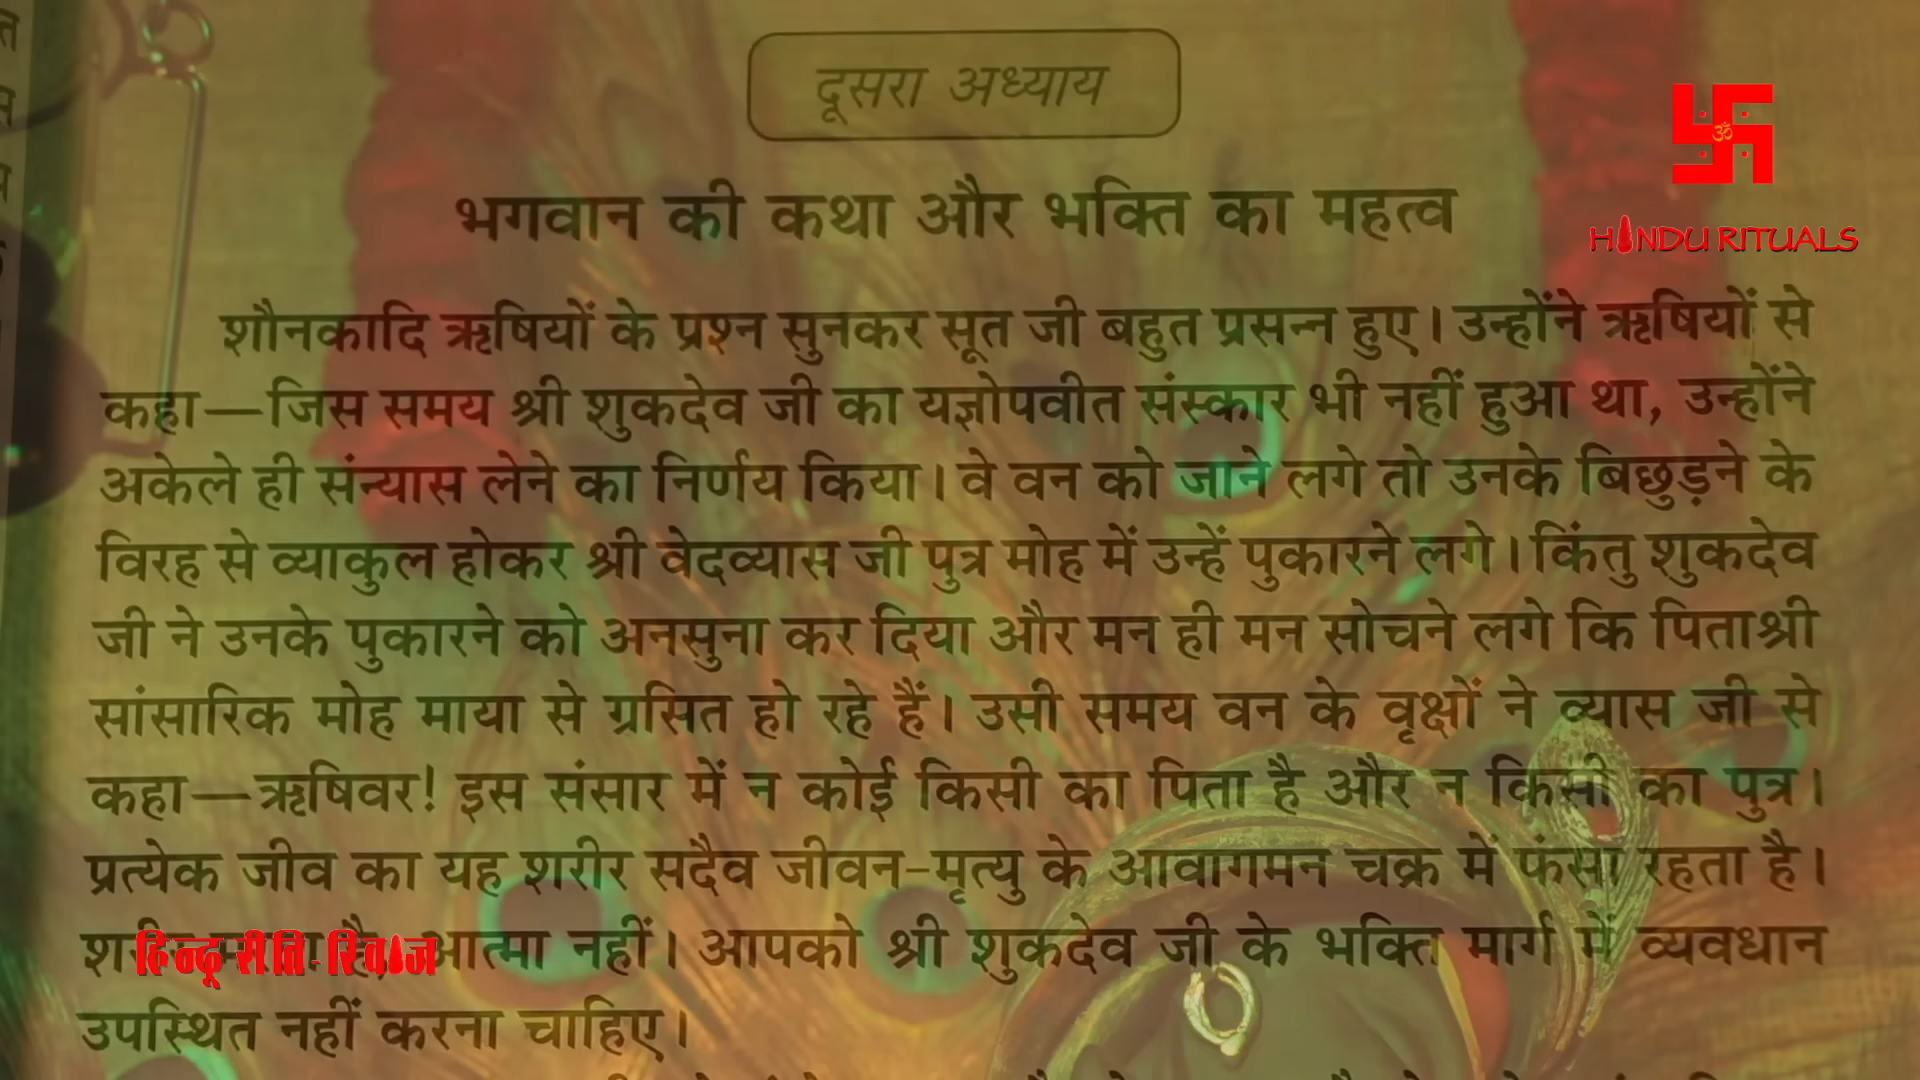 दूसरा अध्याय
HINDU RITUALS
भगवान की कथा और भक्ति का महत्व
शौनकादि ऋषियों के प्रश्न सुनकर सूत जी बहुत प्रसन्न हुए। उन्होंने ऋषियों से
कहा—जिस समय श्री शुकदेव जी का यज्ञोपवीत संस्कार भी नहीं हुआ था, उन्होंने
अकेले ही संन्यास लेने का निर्णय किया। वे वन को जाने लगे तो उनके बिछुड़ने के
विरह से व्याकुल होकर श्री वेदव्यास जी पुत्र मोह में उन्हें पुकारने लगे। किंतु शुकदेव
जी ने उनके पुकारने को अनसुना कर दिया और मन ही मन सोचने लगे कि पिताश्री
सांसारिक मोह माया से ग्रसित हो रहे हैं। उसी समय वन के वृक्षों ने व्यास जी से
कहा—ऋषिवर! इस संसार में न कोई किसी का पिता है और न किसी का पुत्र।
प्रत्येक जीव का यह शरीर सदैव जीवन-मृत्यु के आवागमन चक्र में फंसा रहता है।
है, आत्मा नहीं। आपको श्री शुकदेव जी के भक्ति मार्ग में व्यवधान
हिन्दू रीति-रिवाज
उपस्थित नहीं करना चाहिए।